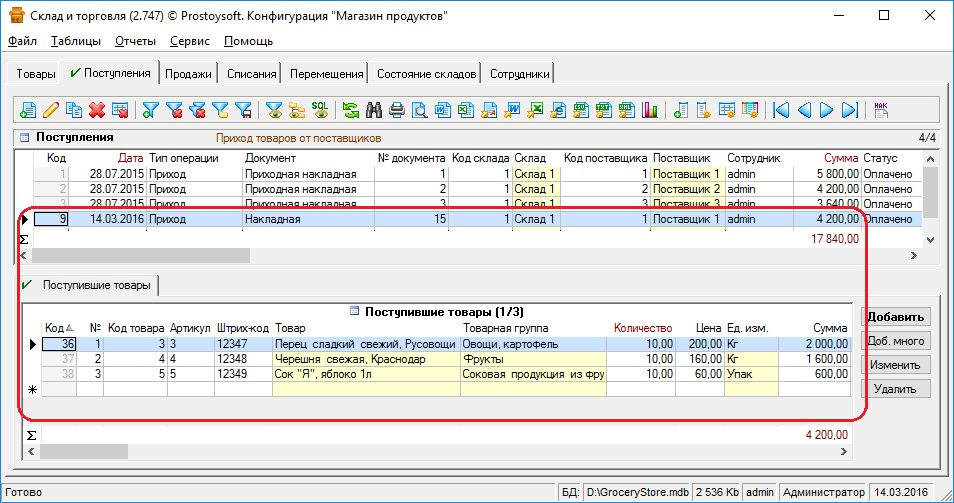 Склад и торговля (2.747) © Prostoysoft. Конфигурация "Магазин продуктов"
Файл Таблицы Отчеты Сервис Помощь
Товары Поступления Продажи Списания Перемещения Состояние складов Сотрудники
SQL НАК
Поступления Приход товаров от поставщиков 4/4
Код Дата Тип операции Документ № документа Код склада Склад Код поставщика Поставщик Сотрудник Сумма Статус
1 28.07.2015 Приход Приходная накладная 1 1 Склад 1 1 Поставщик 1 admin 5 800,00 Оплачено
2 28.07.2015 Приход Приходная накладная 2 1 Склад 1 2 Поставщик 2 admin 4 200,00 Оплачено
3 28.07.2015 Приход Приходная накладная 3 1 Склад 1 3 Поставщик 3 admin 3 640,00 Оплачено
9 14.03.2016 Приход Накладная 15 1 Склад 1 1 Поставщик 1 admin 4 200,00 Оплачено
Σ 17 840,00
Поступившие товары
Поступившие товары (1/3)
Код № Код товара Артикул Штрих-код Товар Товарная группа Количество Цена Ед. изм. Сумма
36 1 3 3 12347 Перец сладкий свежий, Русовощи Овощи, картофель 10,00 200,00 Кг 2 000,00
37 2 4 4 12348 Черешня свежая, Краснодар Фрукты 10,00 160,00 Кг 1 600,00
38 3 5 5 12349 Сок "Я", яблоко 1л Соковая продукция из фру 10,00 60,00 Упак 600,00
Σ 4 200,00
Добавить
Доб. много
Изменить
Удалить
Готово БД: D:\GroceryStore.mdb 2 536 Kb admin Администратор 14.03.2016